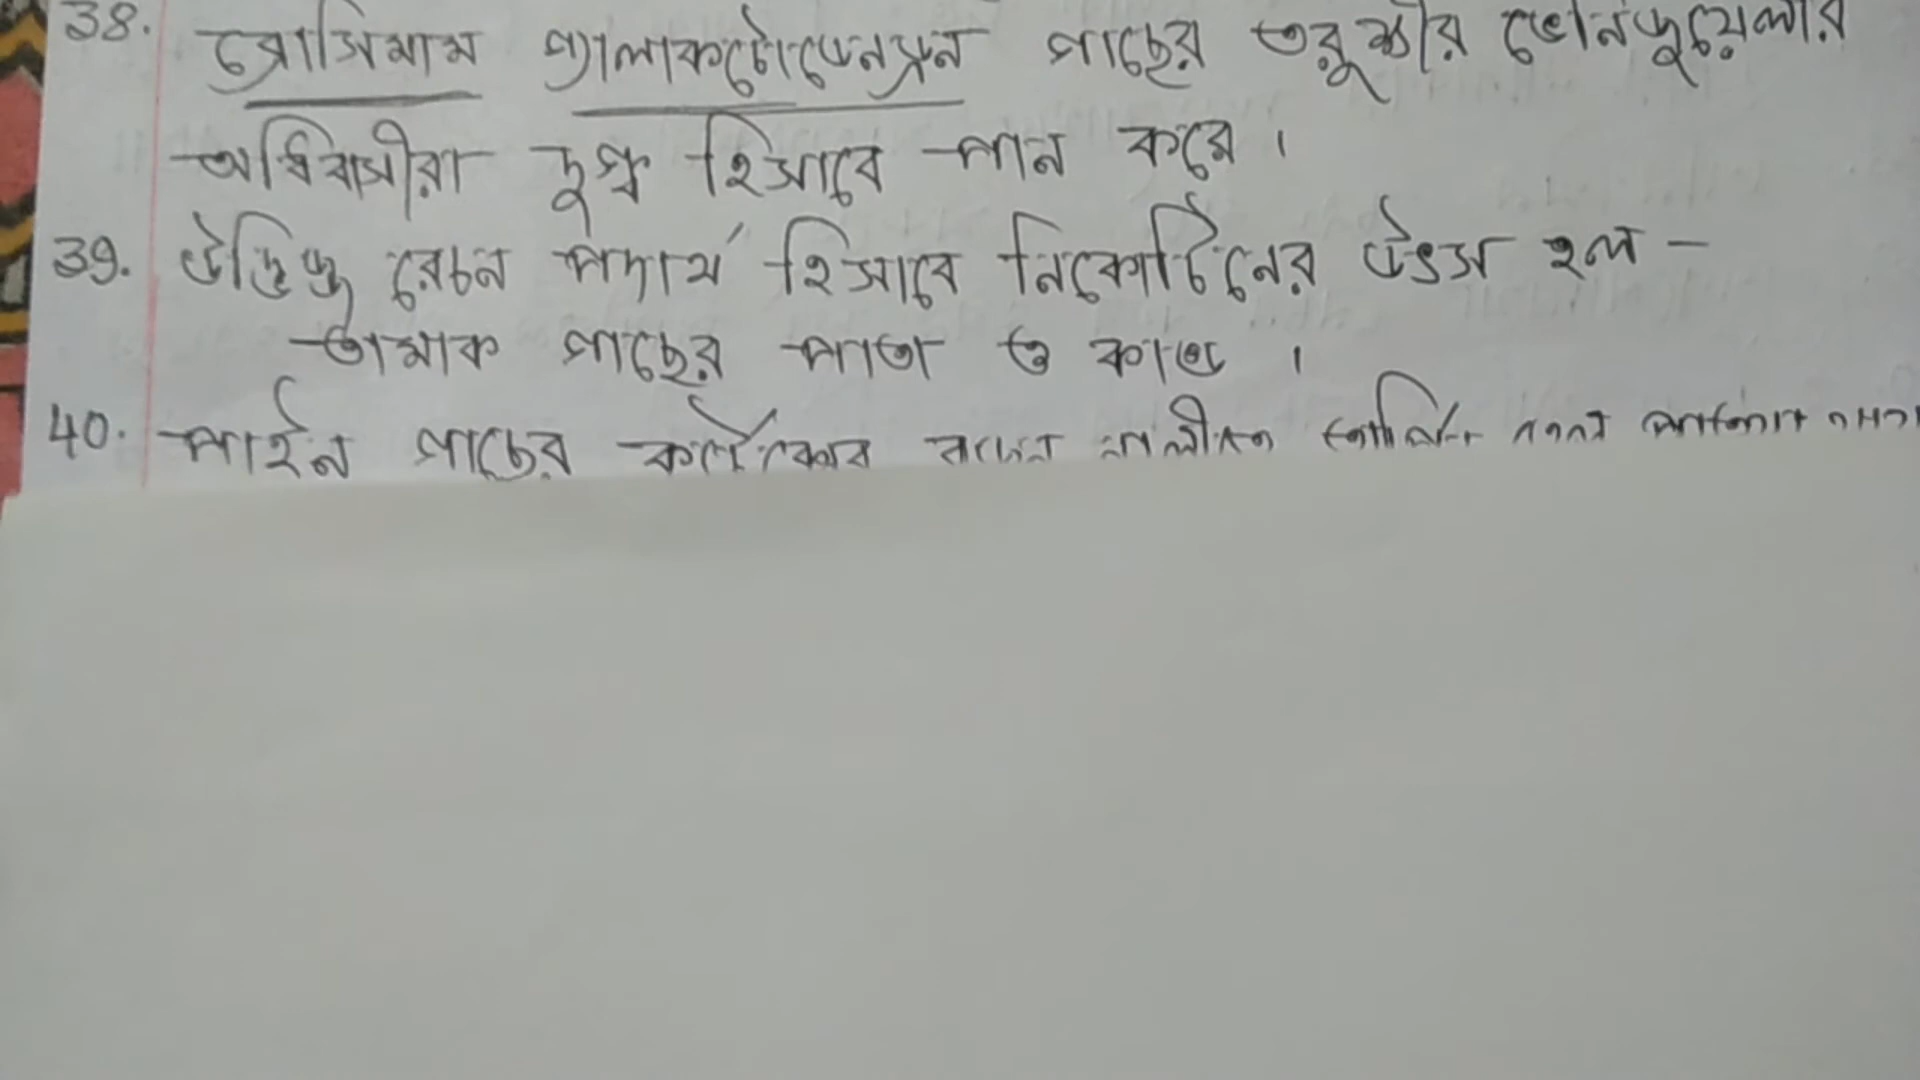 38. ব্রোসিমাম গ্যালাকটোডেনড্রন গাছের তরুক্ষীর ভেনিজুয়েলার
অধিবাসীরা দুগ্ধ হিসাবে পান করে ।
39. উদ্ভিজ্জ রেচন পদার্থ হিসাবে নিকোটিনের উৎস হল -
তামাক গাছের পাতা ও কান্ড ।
40. পাইন গাছের